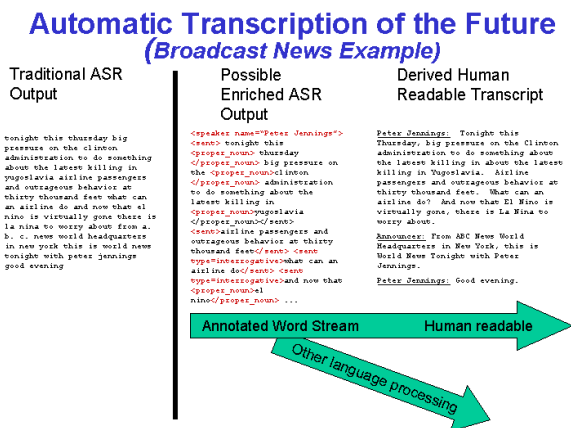 Automatic Transcription of the Future
(Broadcast News Example)
Traditional ASR
Output
tonight this thursday big
pressure on the clinton
administration to do something
about the latest killing in
yugoslavia airline passengers
and outrageous behavior at
thirty thousand feet what can
an airline do and now that el
nino is virtually gone there is
la nina to worry about from a.
b. c. news world headquarters
in new york this is world news
tonight with peter jennings
good evening
Possible
Enriched ASR
Output
<speaker name="Peter Jennings">
<sent> tonight this
<proper_noun> thursday
</proper_noun> big pressure on
the <proper_noun>clinton
</proper_noun> administration
to do something about the
latest killing in
<proper_noun>yugoslavia
</proper_noun></sent>
<sent>airline passengers and
outrageous behavior at thirty
thousand feet</sent> <sent
type=interrogative>what can an
airline do</sent> <sent
type=interrogative>and now that
<proper_noun>el
nino</proper_noun> ...
Derived Human
Readable Transcript
Peter Jennings: Tonight this
Thursday, big pressure on the Clinton
administration to do something about
the latest killing in about the latest
killing in Yugoslavia. Airline
passengers and outrageous behavior at
thirty thousand feet. What can an
airline do? And now that El Nino is
virtually gone, there is La Nina to
worry about.
Announcer: From ABC News World
Headquarters in New York, this is
World News Tonight with Peter
Jennings.
Peter Jennings: Good evening.
Annotated Word Stream
Human readable
Other language processing